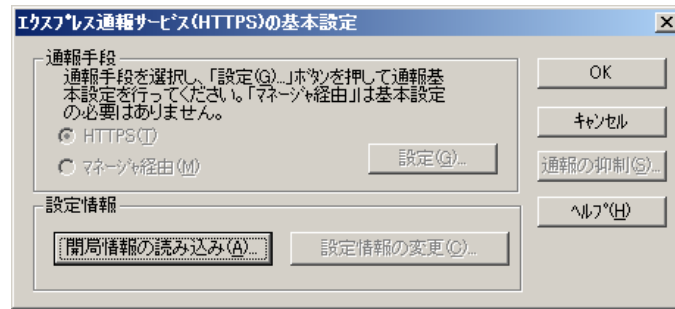 ｴｸｽﾌﾟﾚｽ通報ｻｰﾋﾞｽ(HTTPS)の基本設定
通報手段
通報手段を選択し、「設定(G)...」ﾎﾞﾀﾝを押して通報基
本設定を行ってください。「ﾏﾈｰｼﾞｬ経由」は基本設定
の必要はありません。
HTTPS(T)
ﾏﾈｰｼﾞｬ経由(M)
設定(G)...
設定情報
開局情報の読み込み(A)...
設定情報の変更(C)...
OK
ｷｬﾝｾﾙ
通報の抑制(S)...
ﾍﾙﾌﾟ(H)